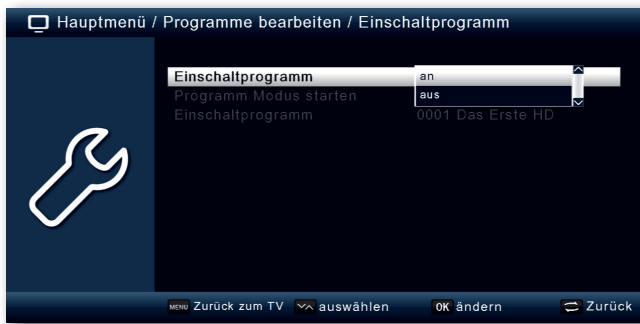 Hauptmenü / Programme bearbeiten / Einschaltprogramm
Einschaltprogramm an
aus
Programm Modus starten
Einschaltprogramm 0001 Das Erste HD
MENU Zurück zum TV auswählen OK ändern Zurück